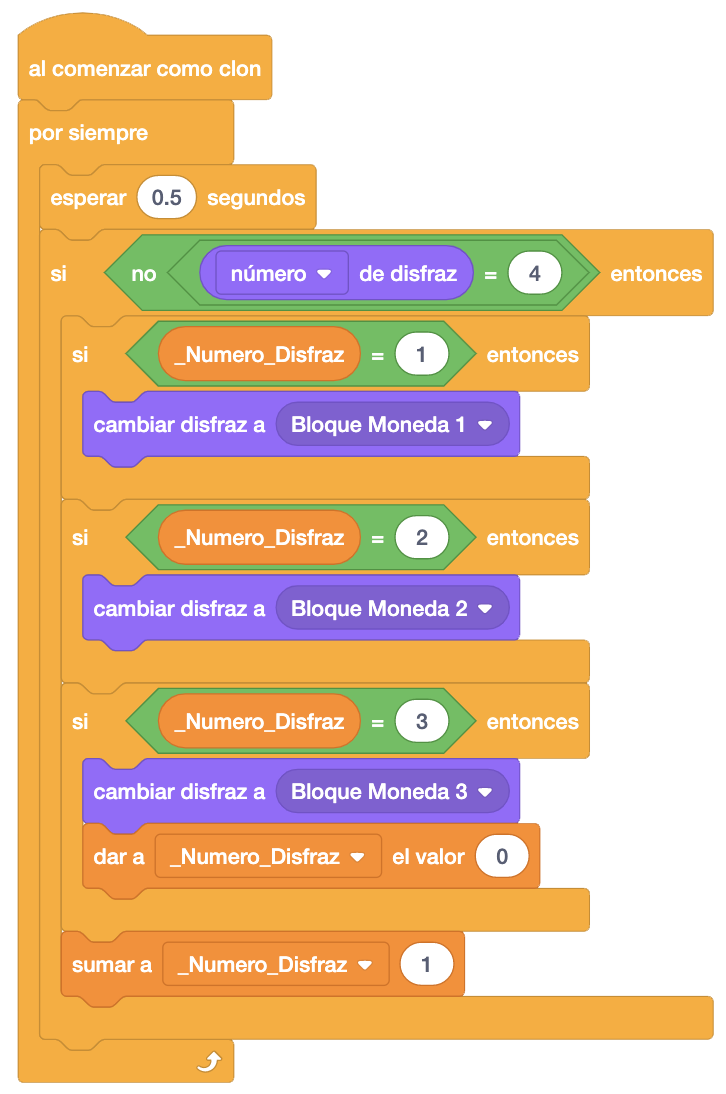 al comenzar como clon
por siempre
esperar 0.5 segundos
si no número de disfraz = 4 entonces
si _Numero_Disfraz = 1 entonces
cambiar disfraz a Bloque Moneda 1
si _Numero_Disfraz = 2 entonces
cambiar disfraz a Bloque Moneda 2
si _Numero_Disfraz = 3 entonces
cambiar disfraz a Bloque Moneda 3
dar a _Numero_Disfraz el valor 0
sumar a _Numero_Disfraz 1